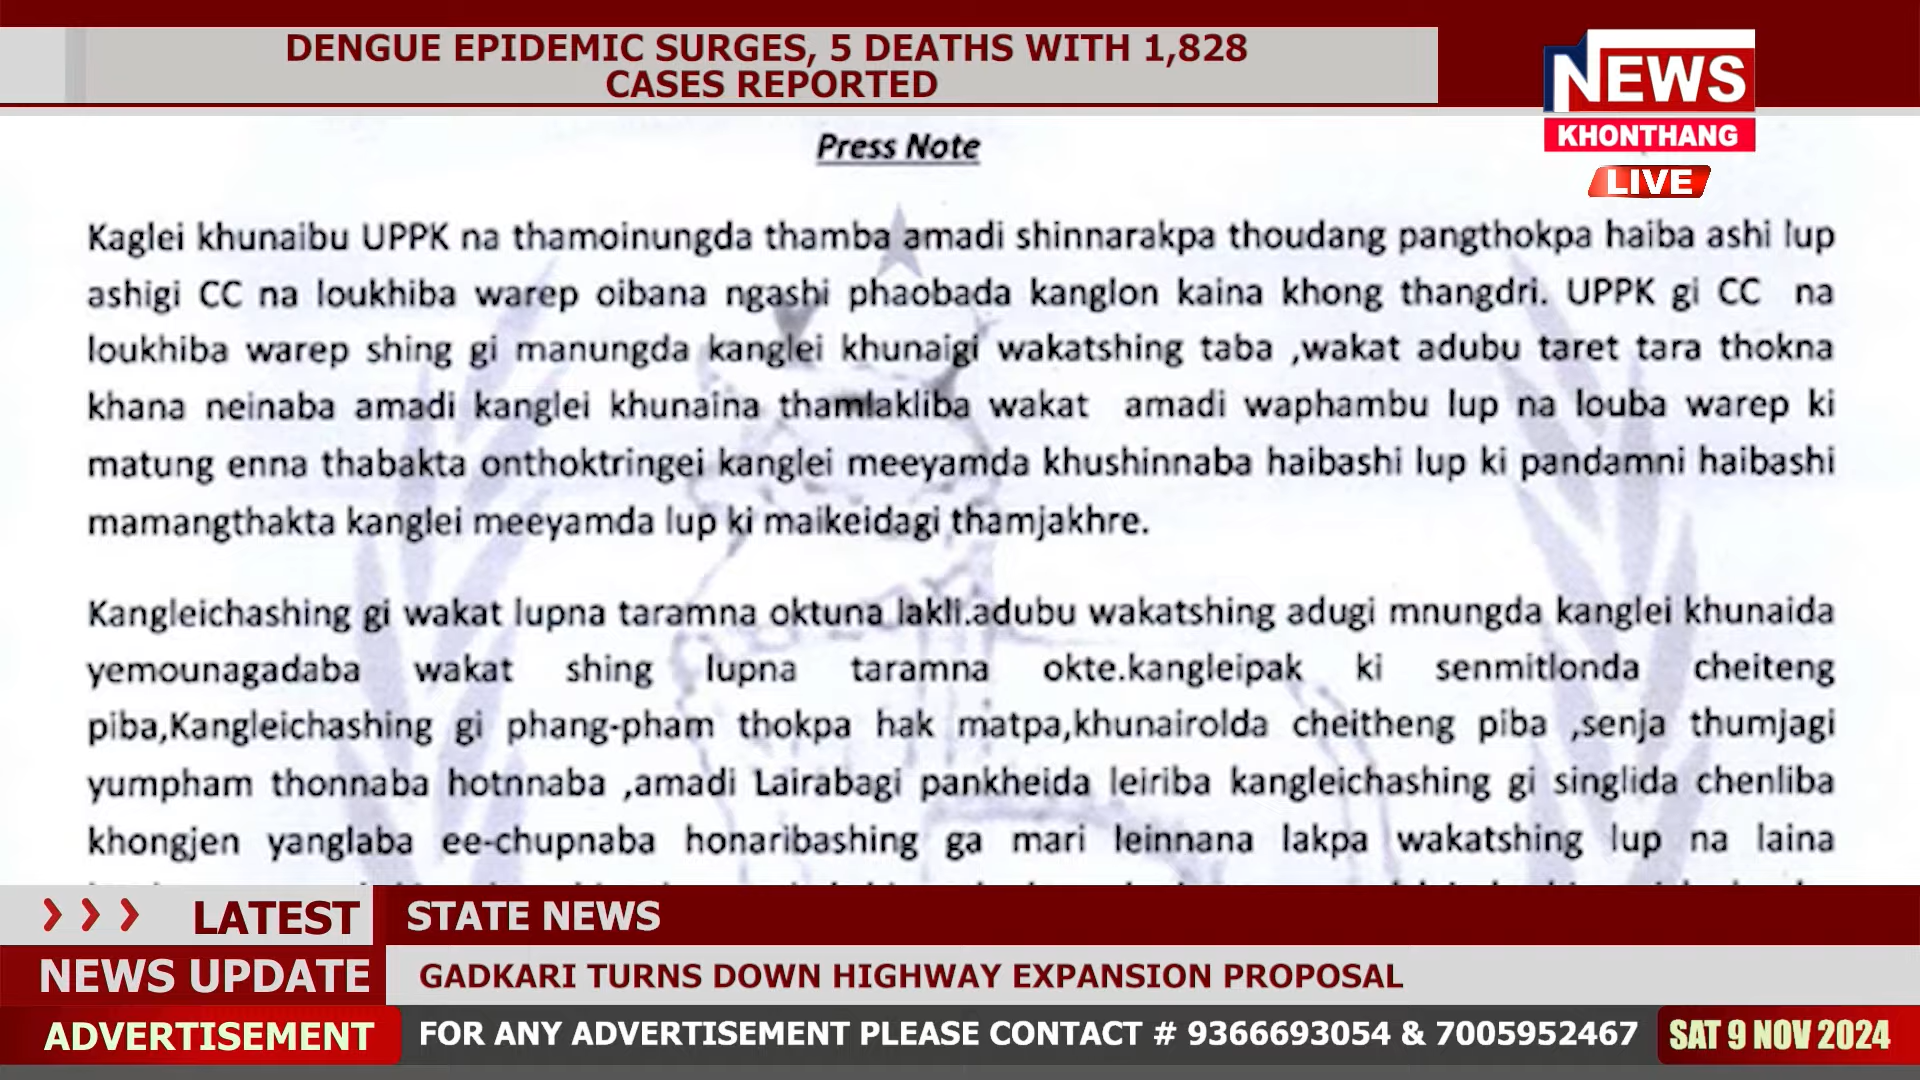 DENGUE EPIDEMIC SURGES, 5 DEATHS WITH 1,828
CASES REPORTED
NEWS
KHONTHANG
LIVE
Press Note
Kaglei khunaibu UPPK na thamoinungda thamba amadi shinnarakpa thoudang pangthokpa haiba ashi lup
ashigi CC na loukhiba warep oibana ngashi phaobada kanglon kaina khong thangdri. UPPK gi CC na
loukhiba warep shing gi manungda kanglei khunaigi wakatshing taba ,wakat adubu taret tara thokna
khana neinaba amadi kanglei khunaina thamlakliba wakat amadi waphambu lup na louba warep ki
matung enna thabakta onthoktringei kanglei meeyamda khushinnaba haibashi lup ki pandamni haibashi
mamangthakta kanglei meeyamda lup ki maikeidagi thamjakhre.
Kangleichashing gi wakat lupna taramna oktuna lakli.adubu wakatshing adugi mnungda kanglei khunaida
yemounagadaba wakat shing lupna taramna okte.kangleipak ki senmitlonda cheiteng
piba,Kangleichashing gi phang-pham thokpa hak matpa,khunairolda cheitheng piba ,senja thumjagi
yumpham thonnaba hotnnaba ,amadi Lairabagi pankheida leiriba kangleichashing gi singlida chenliba
khongjen yanglaba ee-chupnaba honaribashing ga mari leinnana lakpa wakatshing lup na laina
LATEST
STATE NEWS
NEWS UPDATE
GADKARI TURNS DOWN HIGHWAY EXPANSION PROPOSAL
ADVERTISEMENT
FOR ANY ADVERTISEMENT PLEASE CONTACT # 9366693054 & 7005952467
SAT 9 NOV 2024